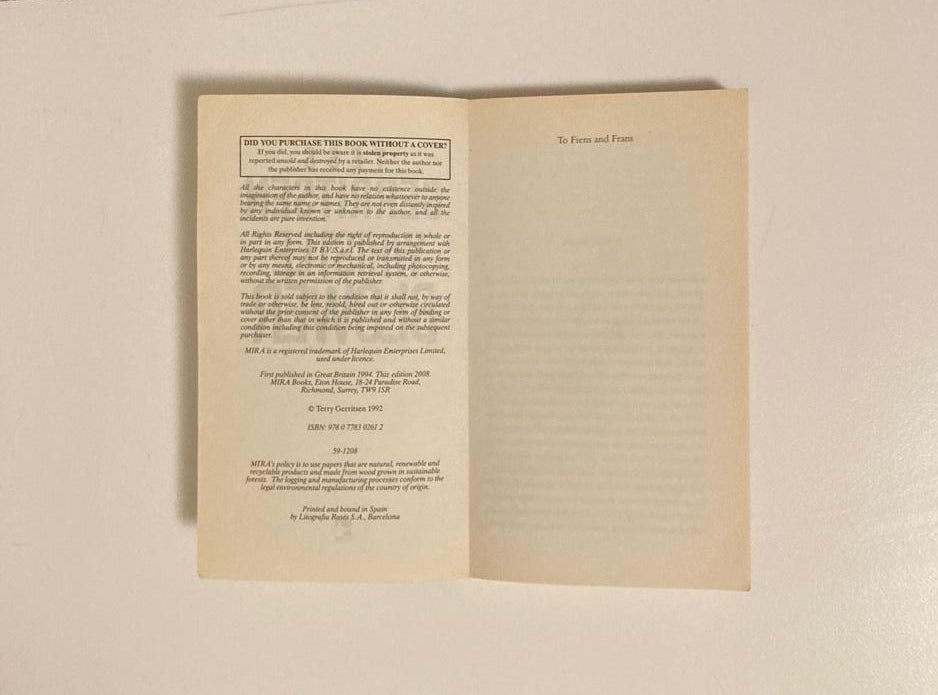 DID YOU PURCHASE THIS BOOK WITHOUT A COVER?
If you did, you should be aware it is stolen property as it was
reported unsold and destroyed by a retailer. Neither the author nor
the publisher has received any payment for this book.
All the characters in this book have no existence outside the
imagination of the author, and have no relation whatsoever to anyone
bearing the same name or names. They are not even distantly inspired
by any individual known or unknown to the author, and all the
incidents are pure invention.
All Rights Reserved including the right of reproduction in whole or
in part in any form. This edition is published by arrangement with
Harlequin Enterprises II B.V./S.à.r.l. The text of this publication or
any part thereof may not be reproduced or transmitted in any form
or by any means, electronic or mechanical, including photocopying,
recording, storage in an information retrieval system, or otherwise,
without the written permission of the publisher.
This book is sold subject to the condition that it shall not, by way of
trade or otherwise, be lent, resold, hired out or otherwise circulated
without the prior consent of the publisher in any form of binding or
cover other than that in which it is published and without a similar
condition including this condition being imposed on the subsequent
purchaser.
MIRA is a registered trademark of Harlequin Enterprises Limited,
used under licence.
First published in Great Britain 1994. This edition 2008.
MIRA Books, Eton House, 18-24 Paradise Road,
Richmond, Surrey, TW9 1SR
© Terry Gerritsen 1992
ISBN: 978 0 7783 0261 2
59-1208
MIRA's policy is to use papers that are natural, renewable and
recyclable products and made from wood grown in sustainable
forests. The logging and manufacturing processes conform to the
legal environmental regulations of the country of origin.
Printed and bound in Spain
by Litografia Rosés S.A., Barcelona
To Fiens and Frans